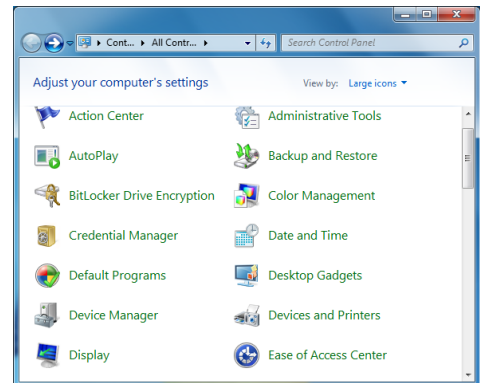 Cont... All Contr... Search Control Panel
Adjust your computer's settings View by: Large icons
Action Center Administrative Tools
AutoPlay Backup and Restore
BitLocker Drive Encryption Color Management
Credential Manager Date and Time
Default Programs Desktop Gadgets
Device Manager Devices and Printers
Display Ease of Access Center